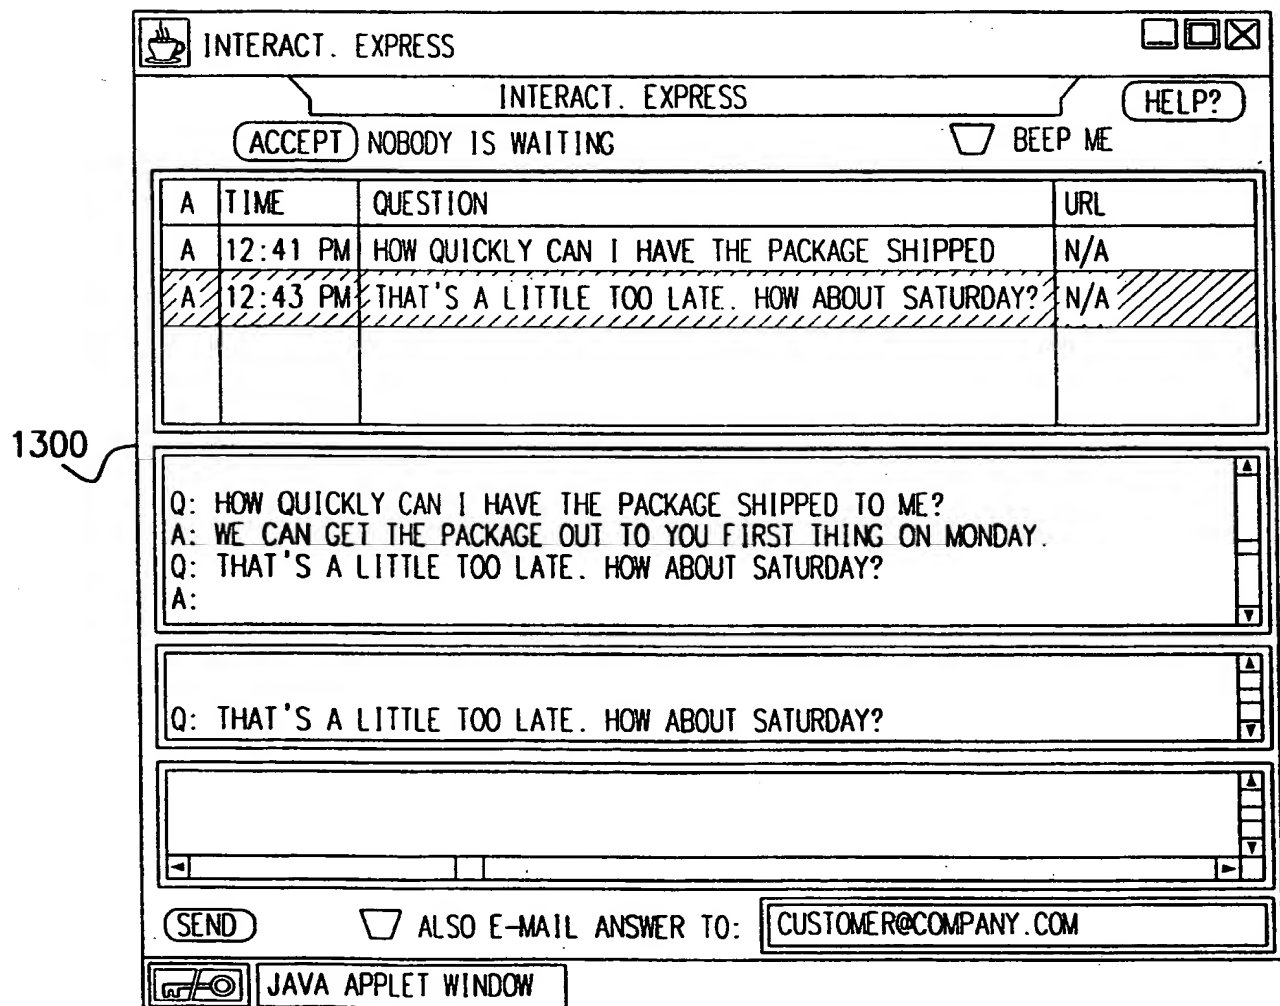 INTERACT. EXPRESS
INTERACT. EXPRESS
HELP?
ACCEPT NOBODY IS WAITING BEEP ME
A TIME QUESTION URL
A 12:41 PM HOW QUICKLY CAN I HAVE THE PACKAGE SHIPPED N/A
A 12:43 PM THAT'S A LITTLE TOO LATE. HOW ABOUT SATURDAY? N/A
1300
Q: HOW QUICKLY CAN I HAVE THE PACKAGE SHIPPED TO ME?
A: WE CAN GET THE PACKAGE OUT TO YOU FIRST THING ON MONDAY.
Q: THAT'S A LITTLE TOO LATE. HOW ABOUT SATURDAY?
A:
Q: THAT'S A LITTLE TOO LATE. HOW ABOUT SATURDAY?
SEND ALSO E-MAIL ANSWER TO: CUSTOMER@COMPANY.COM
JAVA APPLET WINDOW